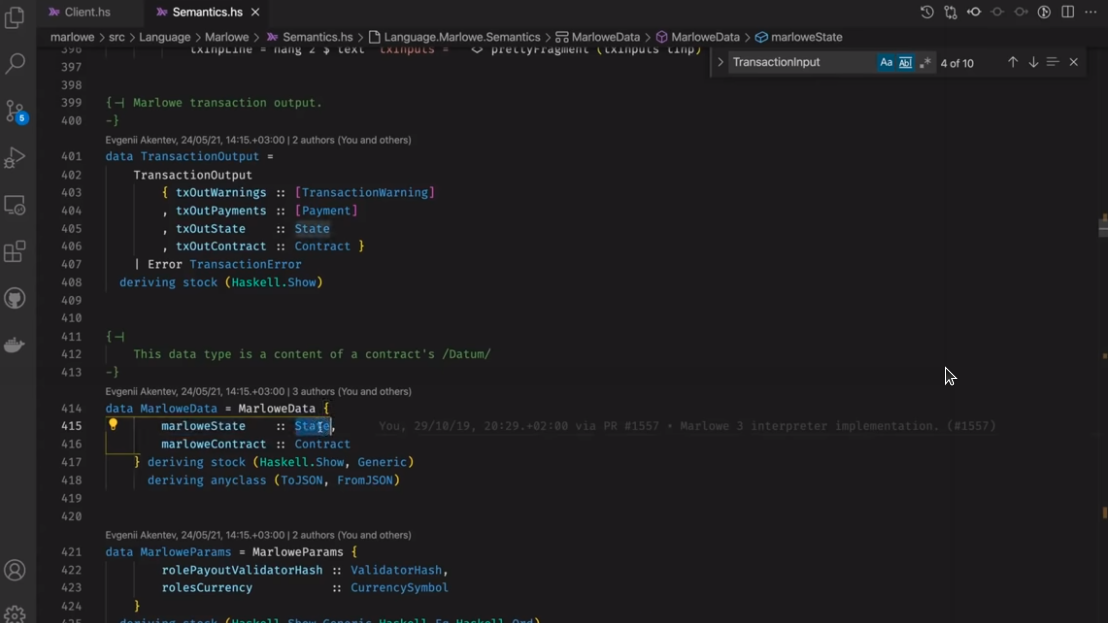 Client.hs
Semantics.hs
marlowe > src > Language > Marlowe > Semantics.hs > Language.Marlowe.Semantics > MarloweData > MarloweData > marloweState
396 txInpLine = hang 2 $ text "txInputs =" <> prettyFragment (txInputs tInp)
TransactionInput
Aa
Ab
.*
4 of 10
397
398
399 {-| Marlowe transaction output.
400 -}
Evgenii Akentev, 24/05/21, 14:15.+03:00 | 2 authors (You and others)
401 data TransactionOutput =
402 TransactionOutput
403 { txOutWarnings :: [TransactionWarning]
404 , txOutPayments :: [Payment]
405 , txOutState :: State
406 , txOutContract :: Contract }
407 | Error TransactionError
408 deriving stock (Haskell.Show)
409
410
411 {-|
412 This data type is a content of a contract's /Datum/
413 -}
Evgenii Akentev, 24/05/21, 14:15.+03:00 | 3 authors (You and others)
414 data MarloweData = MarloweData {
415 marloweState :: State, You, 29/10/19, 20:29.+02:00 via PR #1557 • Marlowe 3 interpreter implementation. (#1557)
416 marloweContract :: Contract
417 } deriving stock (Haskell.Show, Generic)
418 deriving anyclass (ToJSON, FromJSON)
419
420
Evgenii Akentev, 24/05/21, 14:15.+03:00 | 2 authors (You and others)
421 data MarloweParams = MarloweParams {
422 rolePayoutValidatorHash :: ValidatorHash,
423 rolesCurrency :: CurrencySymbol
424 }
425 deriving stock (Haskell.Show, Generic, Haskell.Eq, Haskell.Ord)
5